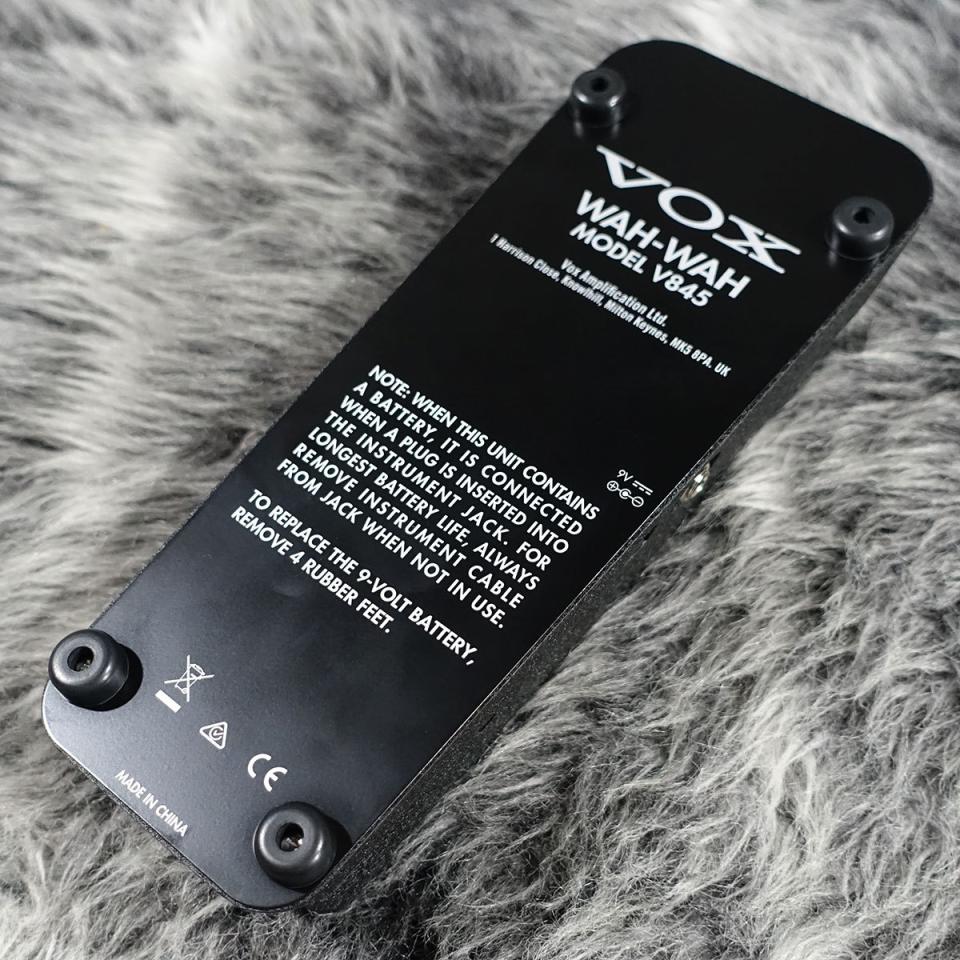 VOX
WAH-WAH
MODEL V845
Vox Amplification Ltd.
1 Harrison Close, Knowlhill, Milton Keynes, MK5 8PA. UK
NOTE: WHEN THIS UNIT CONTAINS
A BATTERY, IT IS CONNECTED
WHEN A PLUG IS INSERTED INTO
THE INSTRUMENT JACK. FOR
LONGEST BATTERY LIFE, ALWAYS
REMOVE INSTRUMENT CABLE
FROM JACK WHEN NOT IN USE.
9V
TO REPLACE THE 9-VOLT BATTERY,
REMOVE 4 RUBBER FEET.
CE
MADE IN CHINA